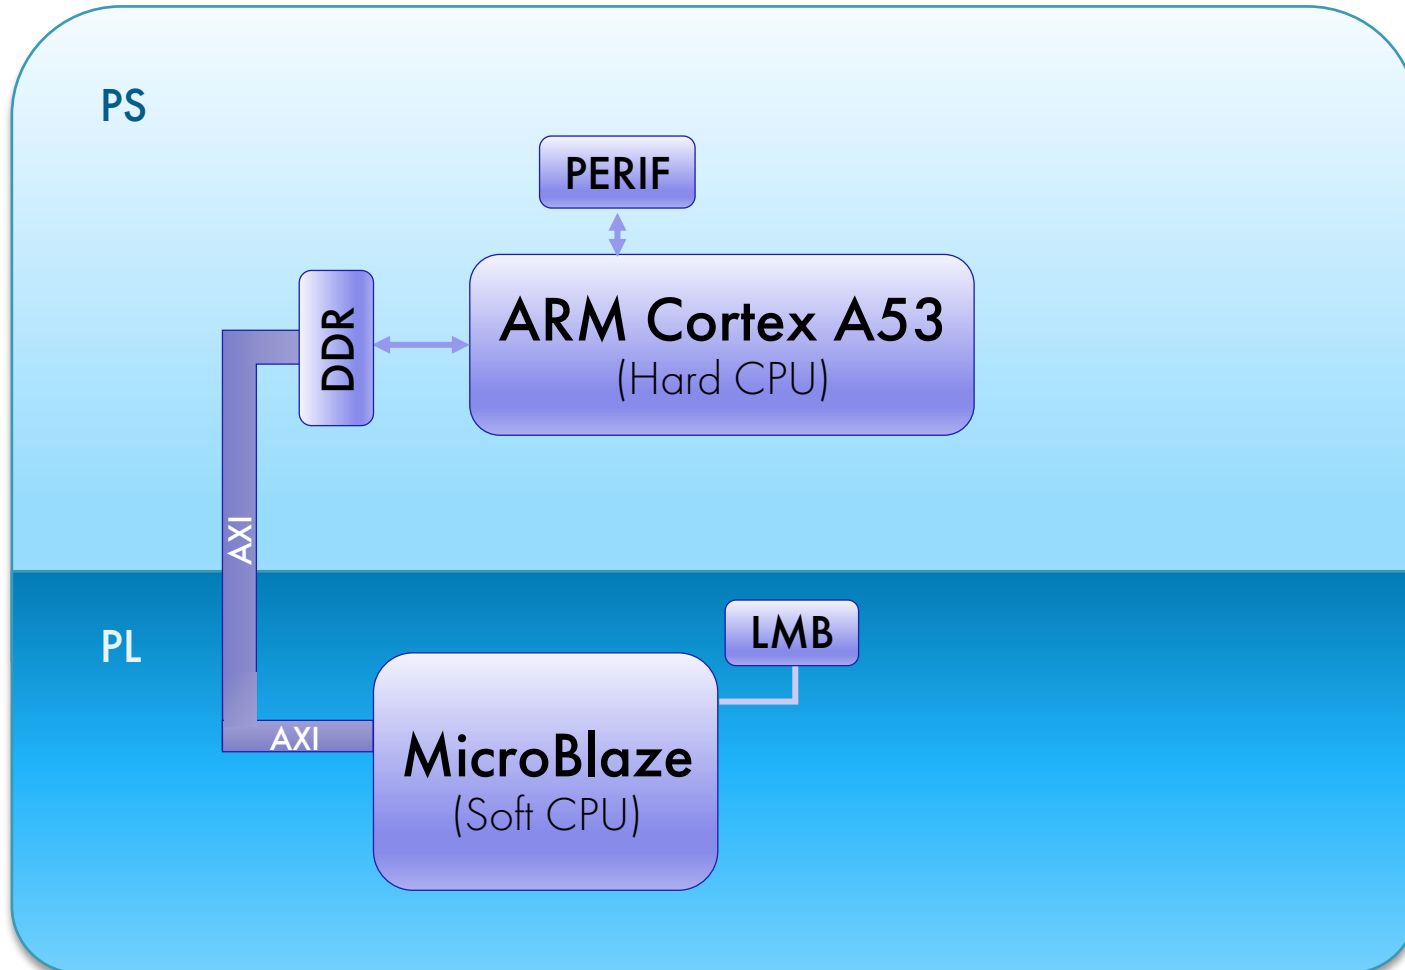 PS
PERIF
ARM Cortex A53
(Hard CPU)
DDR
AXI
PL
LMB
AXI
MicroBlaze
(Soft CPU)